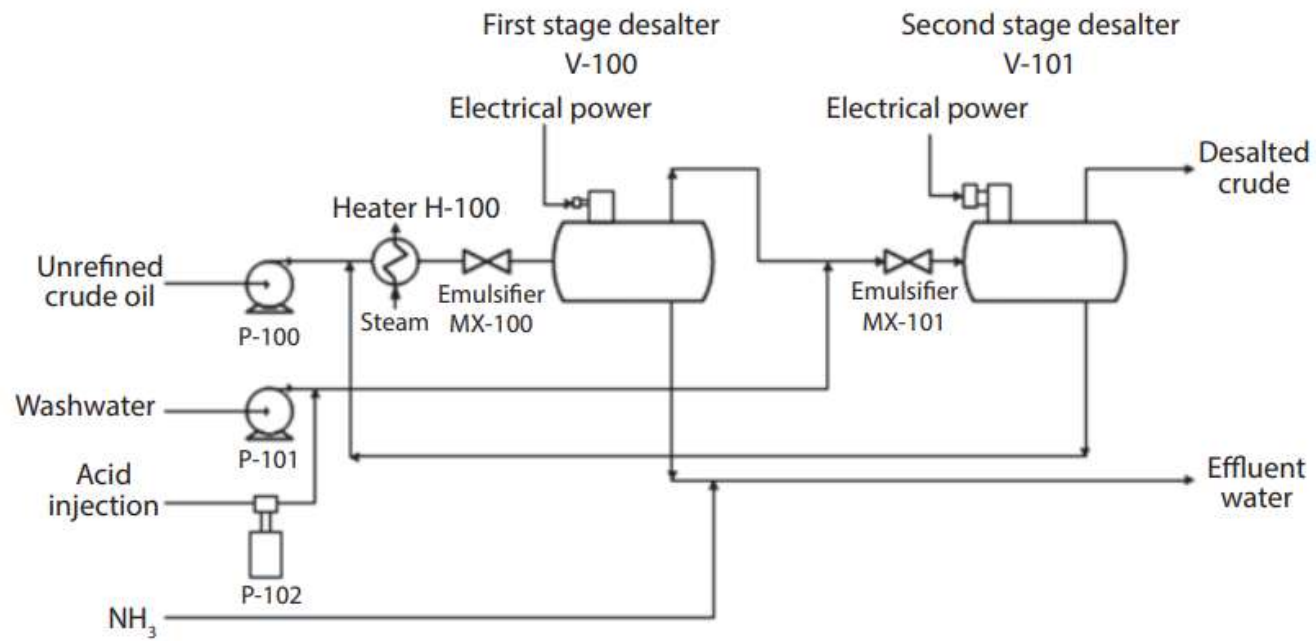 First stage desalter
V-100
Second stage desalter
V-101
Electrical power
Electrical power
Desalted
crude
Heater H-100
Unrefined
crude oil
Steam
Emulsifier
MX-100
Emulsifier
MX-101
P-100
Washwater
P-101
Acid
injection
Effluent
water
P-102
NH₃